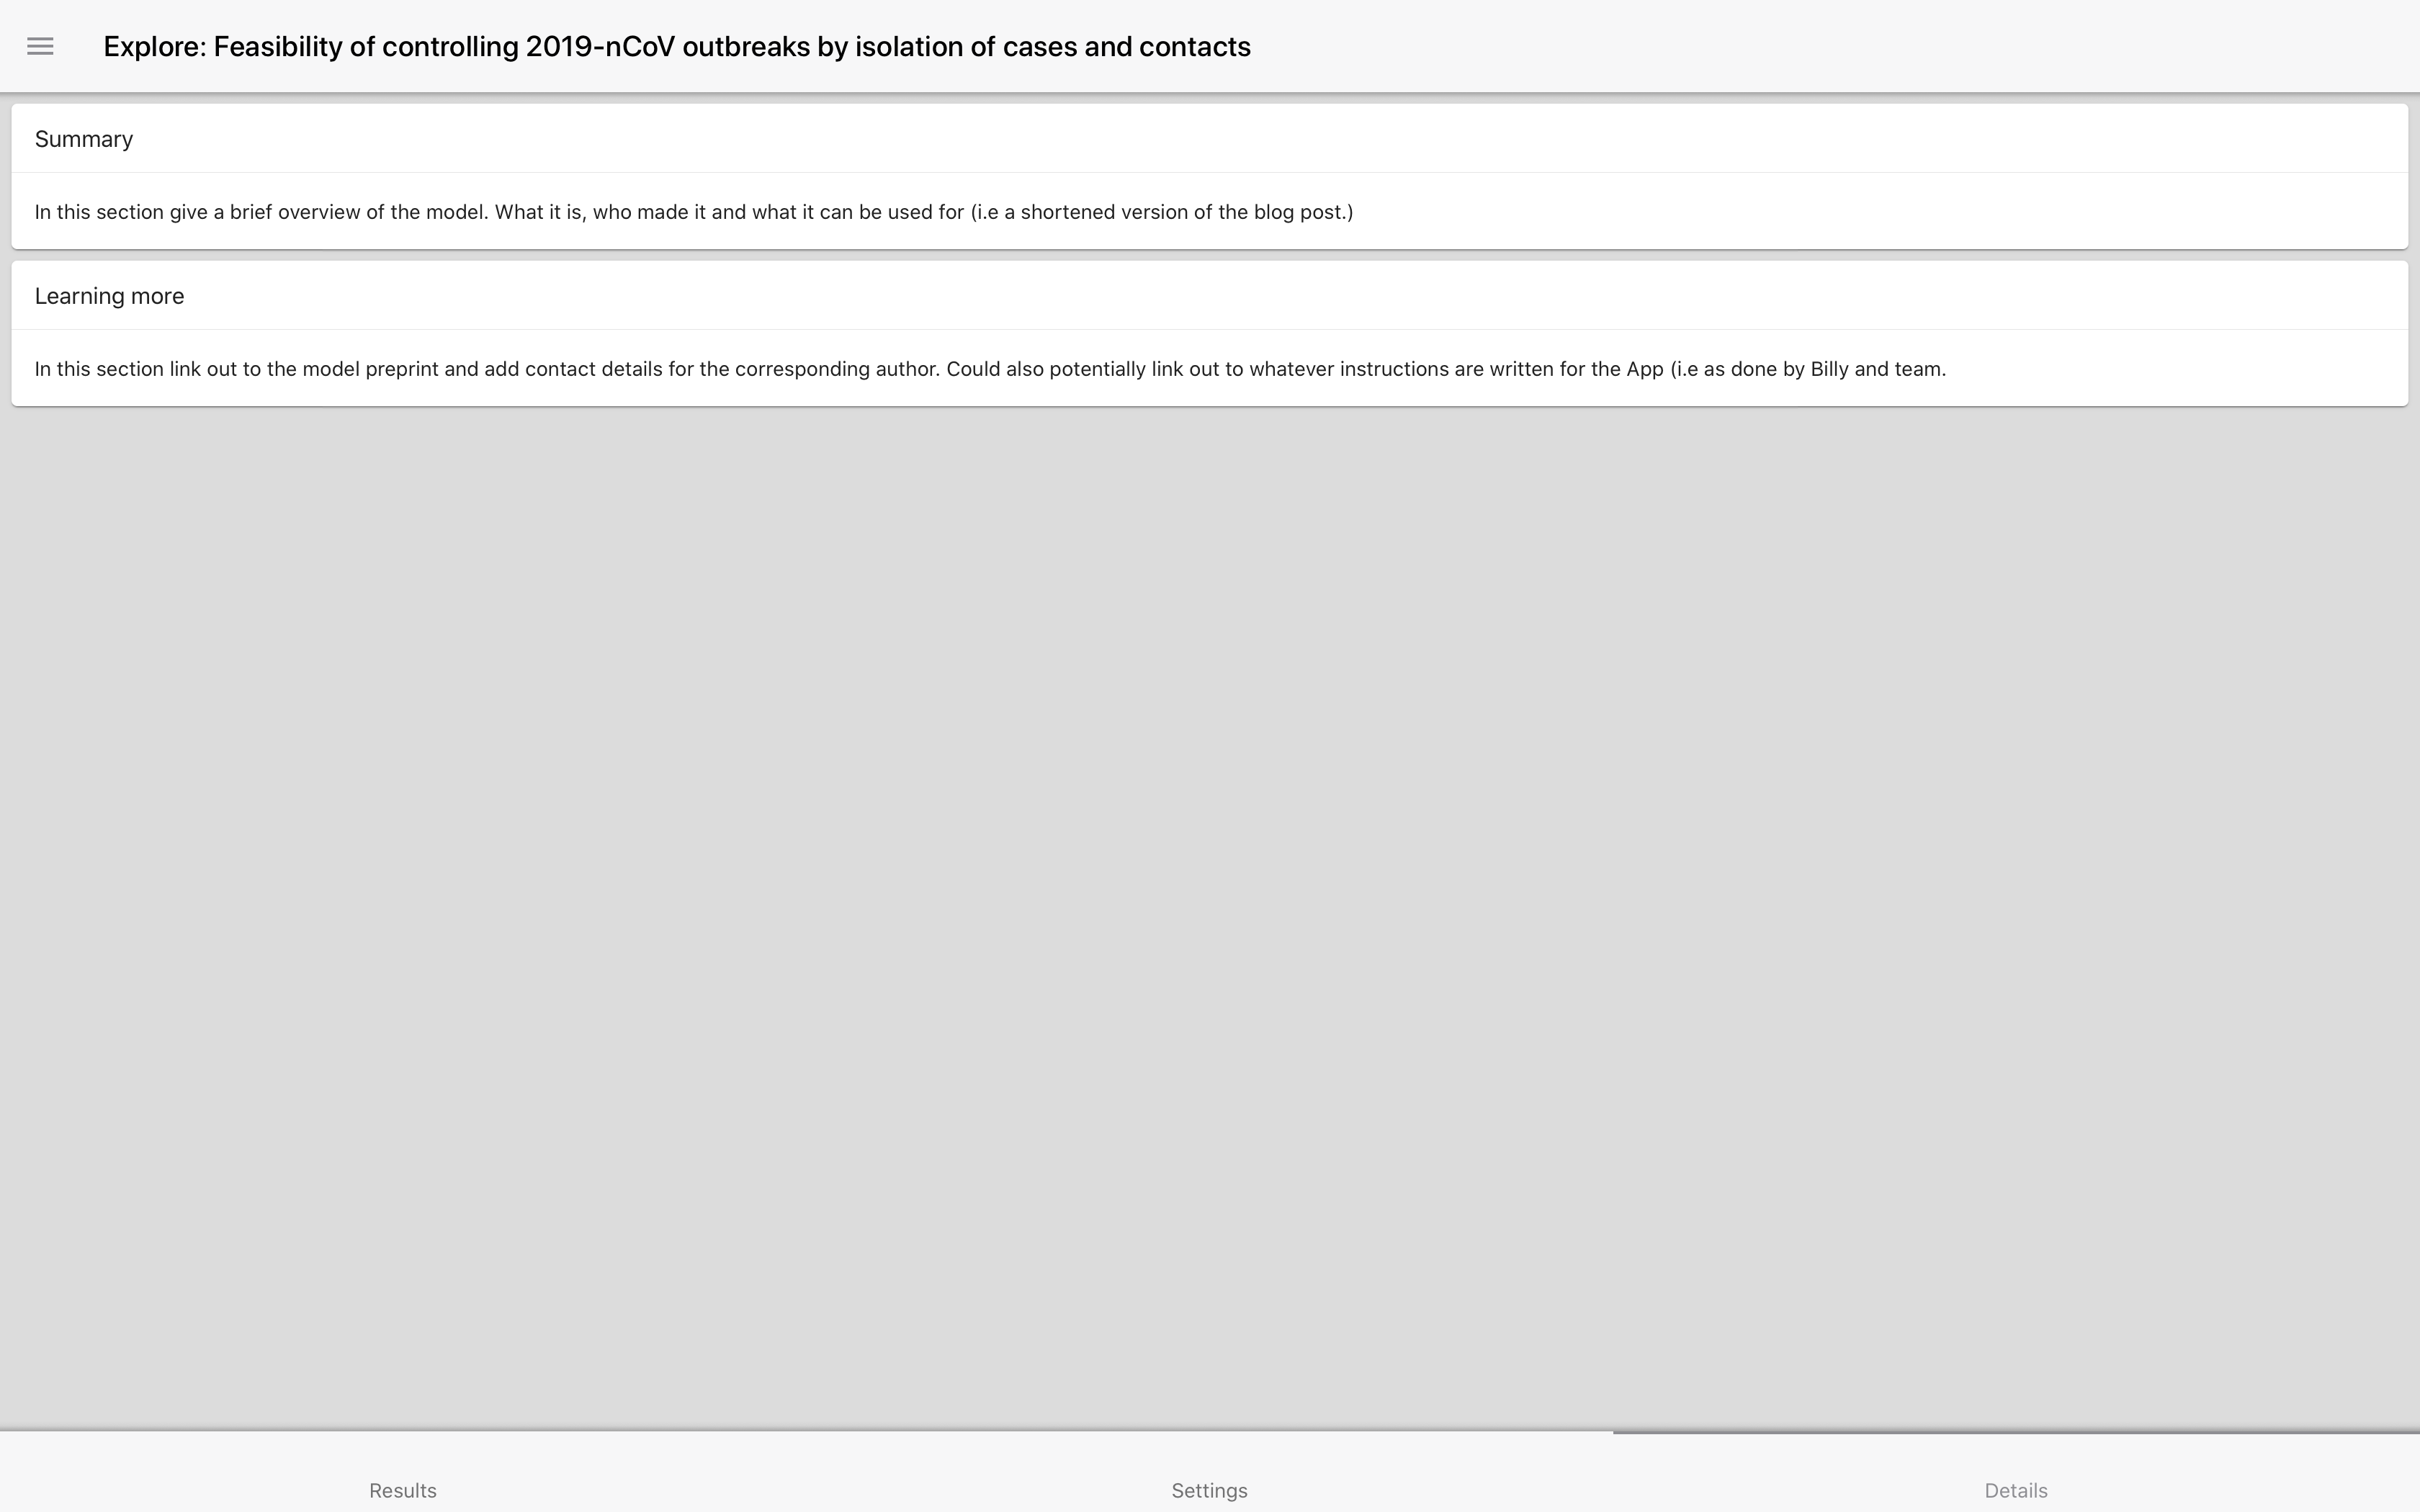 Explore: Feasibility of controlling 2019-nCoV outbreaks by isolation of cases and contacts
Summary
In this section give a brief overview of the model. What it is, who made it and what it can be used for (i.e a shortened version of the blog post.)
Learning more
In this section link out to the model preprint and add contact details for the corresponding author. Could also potentially link out to whatever instructions are written for the App (i.e as done by Billy and team.
Results
Settings
Details